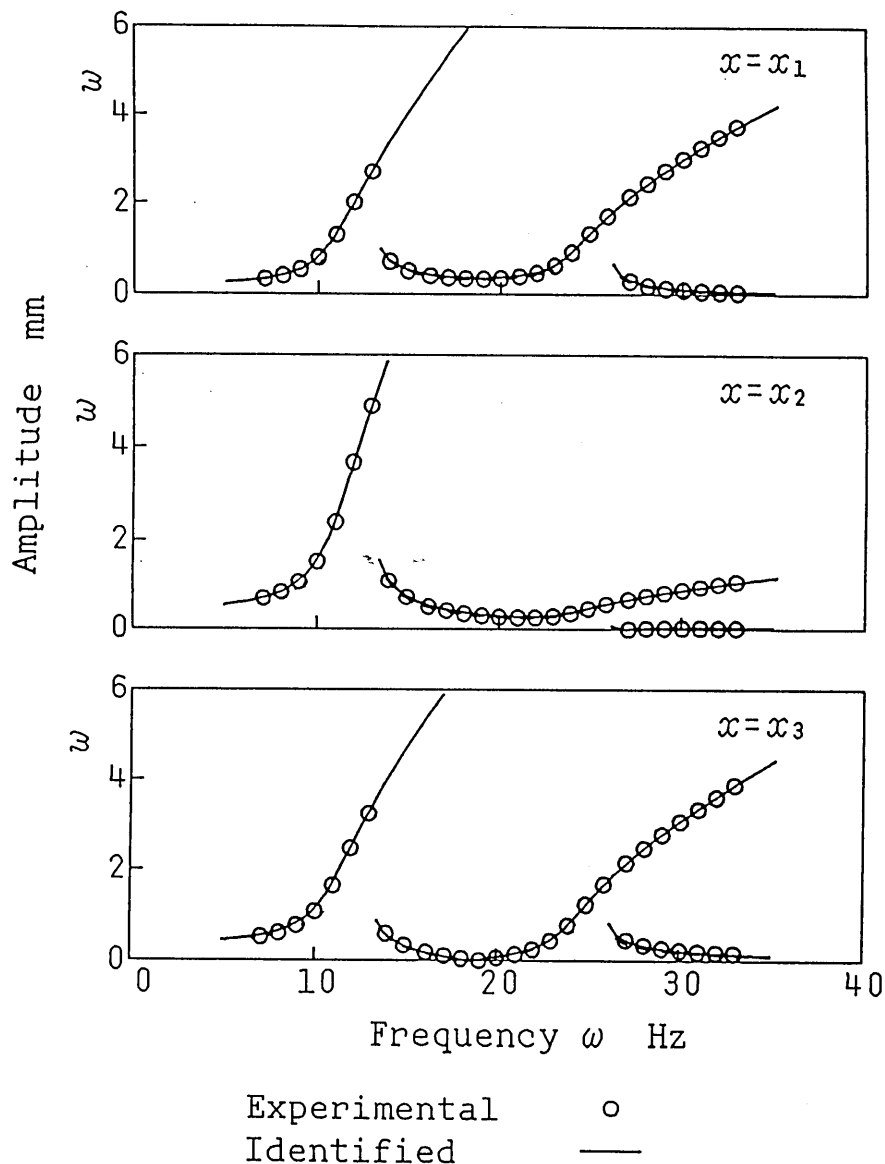 6
4
2
0
w
x=x1
6
4
2
0
w
x=x2
6
4
2
0
w
x=x3
Amplitude mm
0 10 20 30 40
Frequency ω Hz
Experimental
Identified